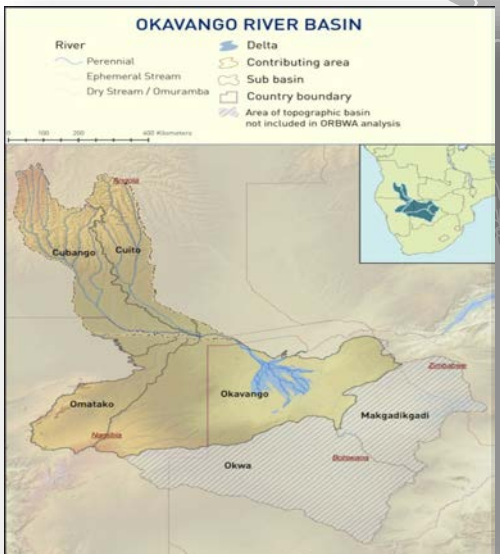 OKAVANGO RIVER BASIN
River
Perennial
Ephemeral Stream
Dry Stream / Omuramba
0 100 200 400 Kilometers
Delta
Contributing area
Sub basin
Country boundary
Area of topographic basin
not included in ORBWA analysis
Angola
Cubango
Cuito
Zimbabwe
Omatako
Okavango
Makgadikgadi
Namibia
Okwa
Botswana